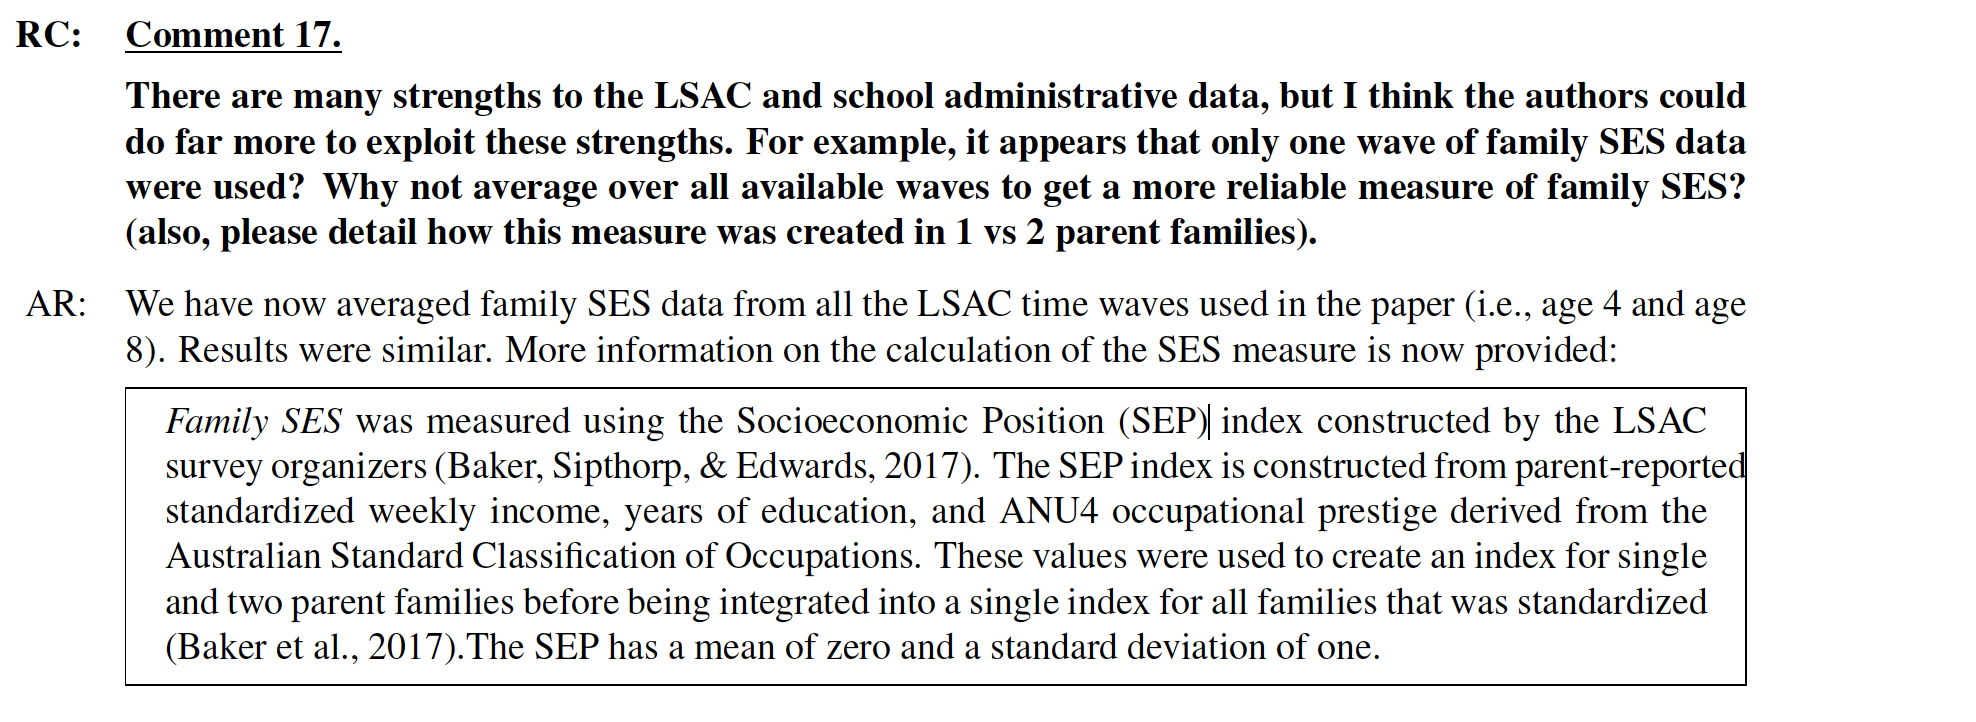 RC: Comment 17.
There are many strengths to the LSAC and school administrative data, but I think the authors could
do far more to exploit these strengths. For example, it appears that only one wave of family SES data
were used? Why not average over all available waves to get a more reliable measure of family SES?
(also, please detail how this measure was created in 1 vs 2 parent families).
AR: We have now averaged family SES data from all the LSAC time waves used in the paper (i.e., age 4 and age
8). Results were similar. More information on the calculation of the SES measure is now provided:
Family SES was measured using the Socioeconomic Position (SEP) index constructed by the LSAC
survey organizers (Baker, Sipthorp, & Edwards, 2017). The SEP index is constructed from parent-reported
standardized weekly income, years of education, and ANU4 occupational prestige derived from the
Australian Standard Classification of Occupations. These values were used to create an index for single
and two parent families before being integrated into a single index for all families that was standardized
(Baker et al., 2017).The SEP has a mean of zero and a standard deviation of one.